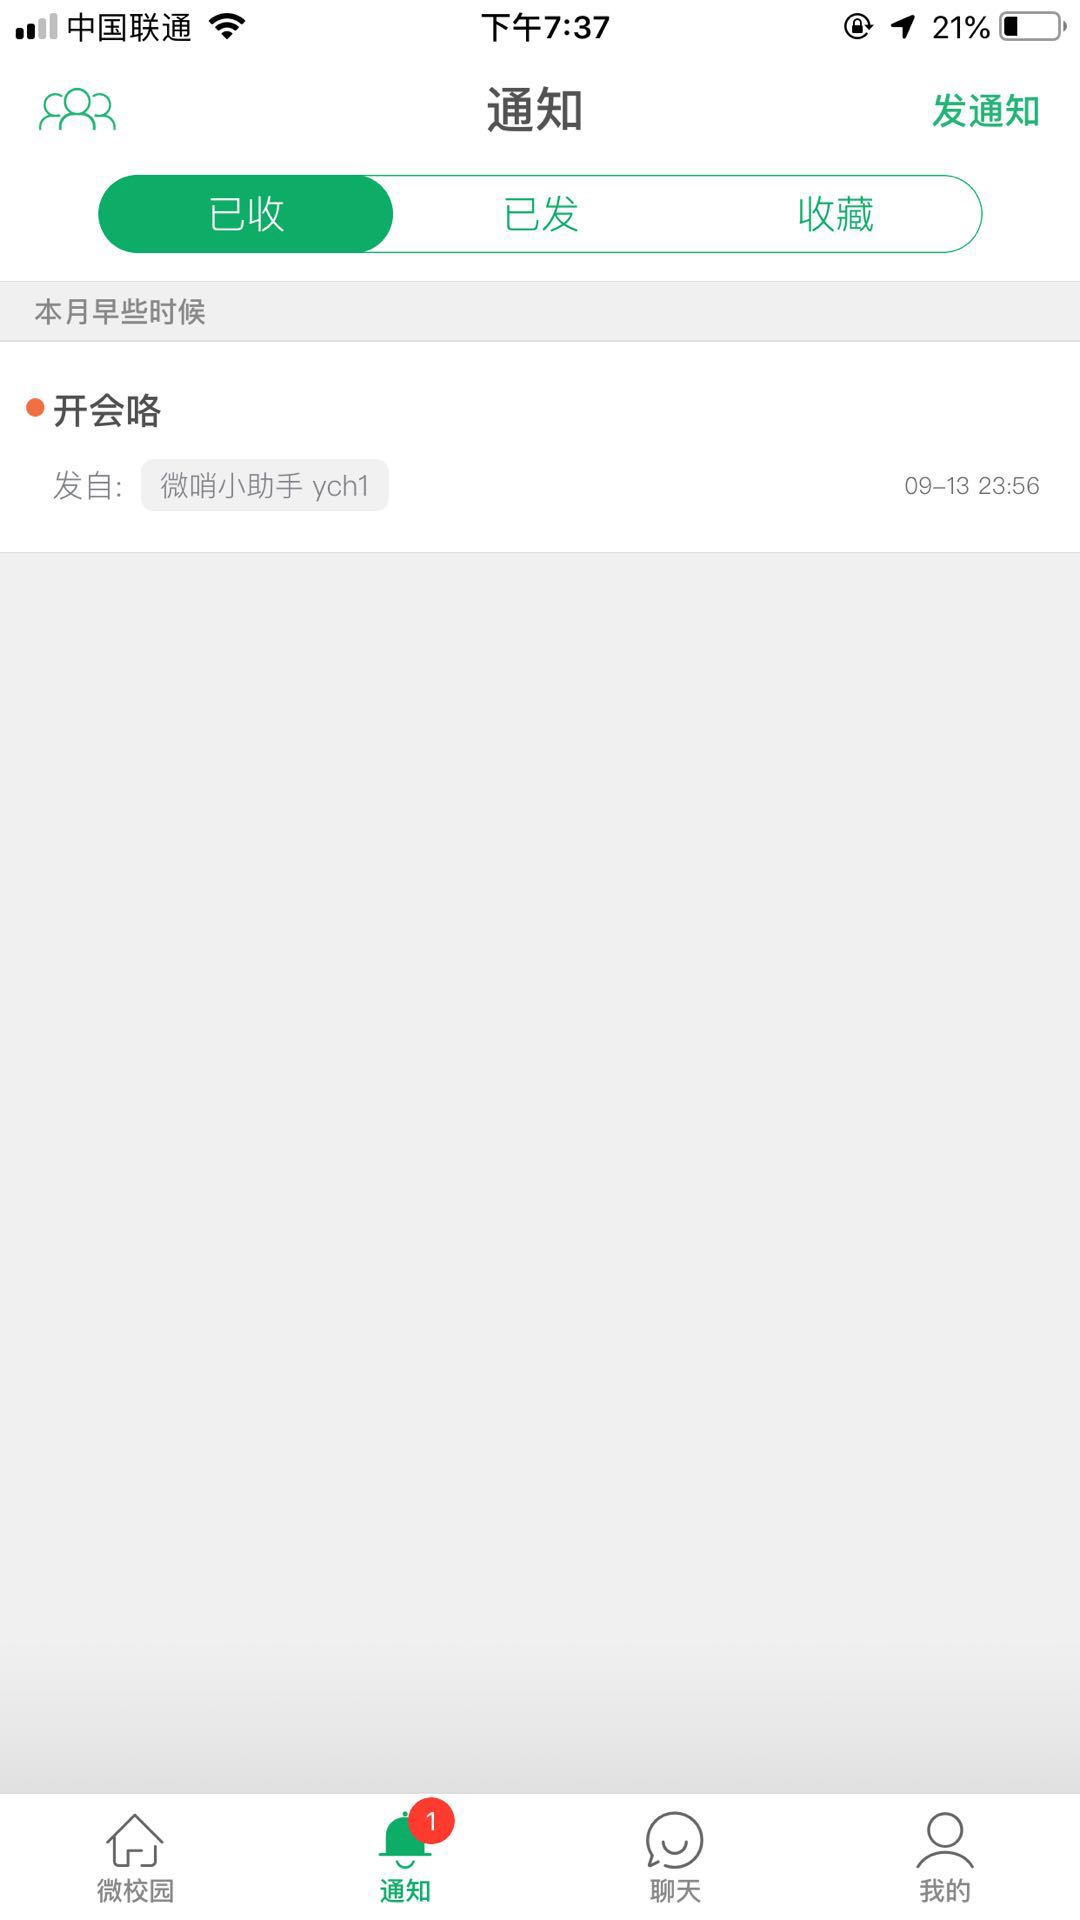 中国联通 下午7:37 21%
通知 发通知
已收 已发 收藏
本月早些时候
开会咯
发自: 微哨小助手 ych1 09-13 23:56
1
微校园 通知 聊天 我的